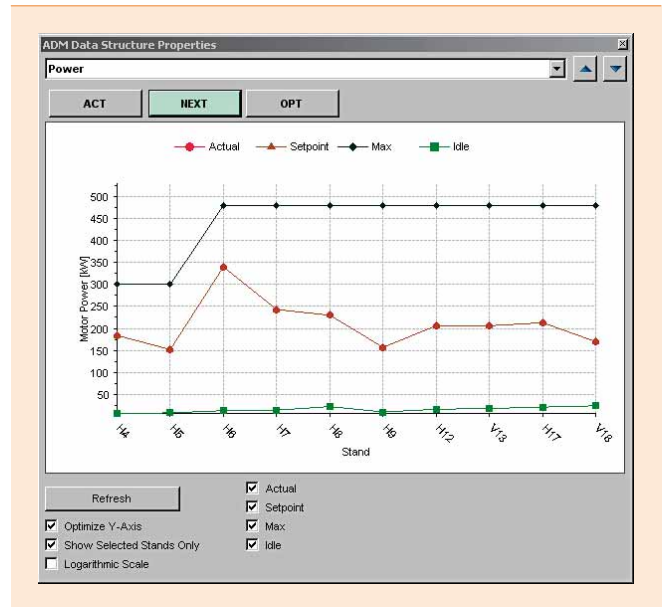 ADM Data Structure Properties
Power
ACT NEXT OPT
Actual Setpoint Max Idle
500
450
400
350
300
250
200
150
100
50
Motor Power [kW]
H4 H5 H6 H7 H8 H9 H12 V13 H17 V18
Stand
Refresh
Optimize Y-Axis
Show Selected Stands Only
Logarithmic Scale
Actual
Setpoint
Max
Idle